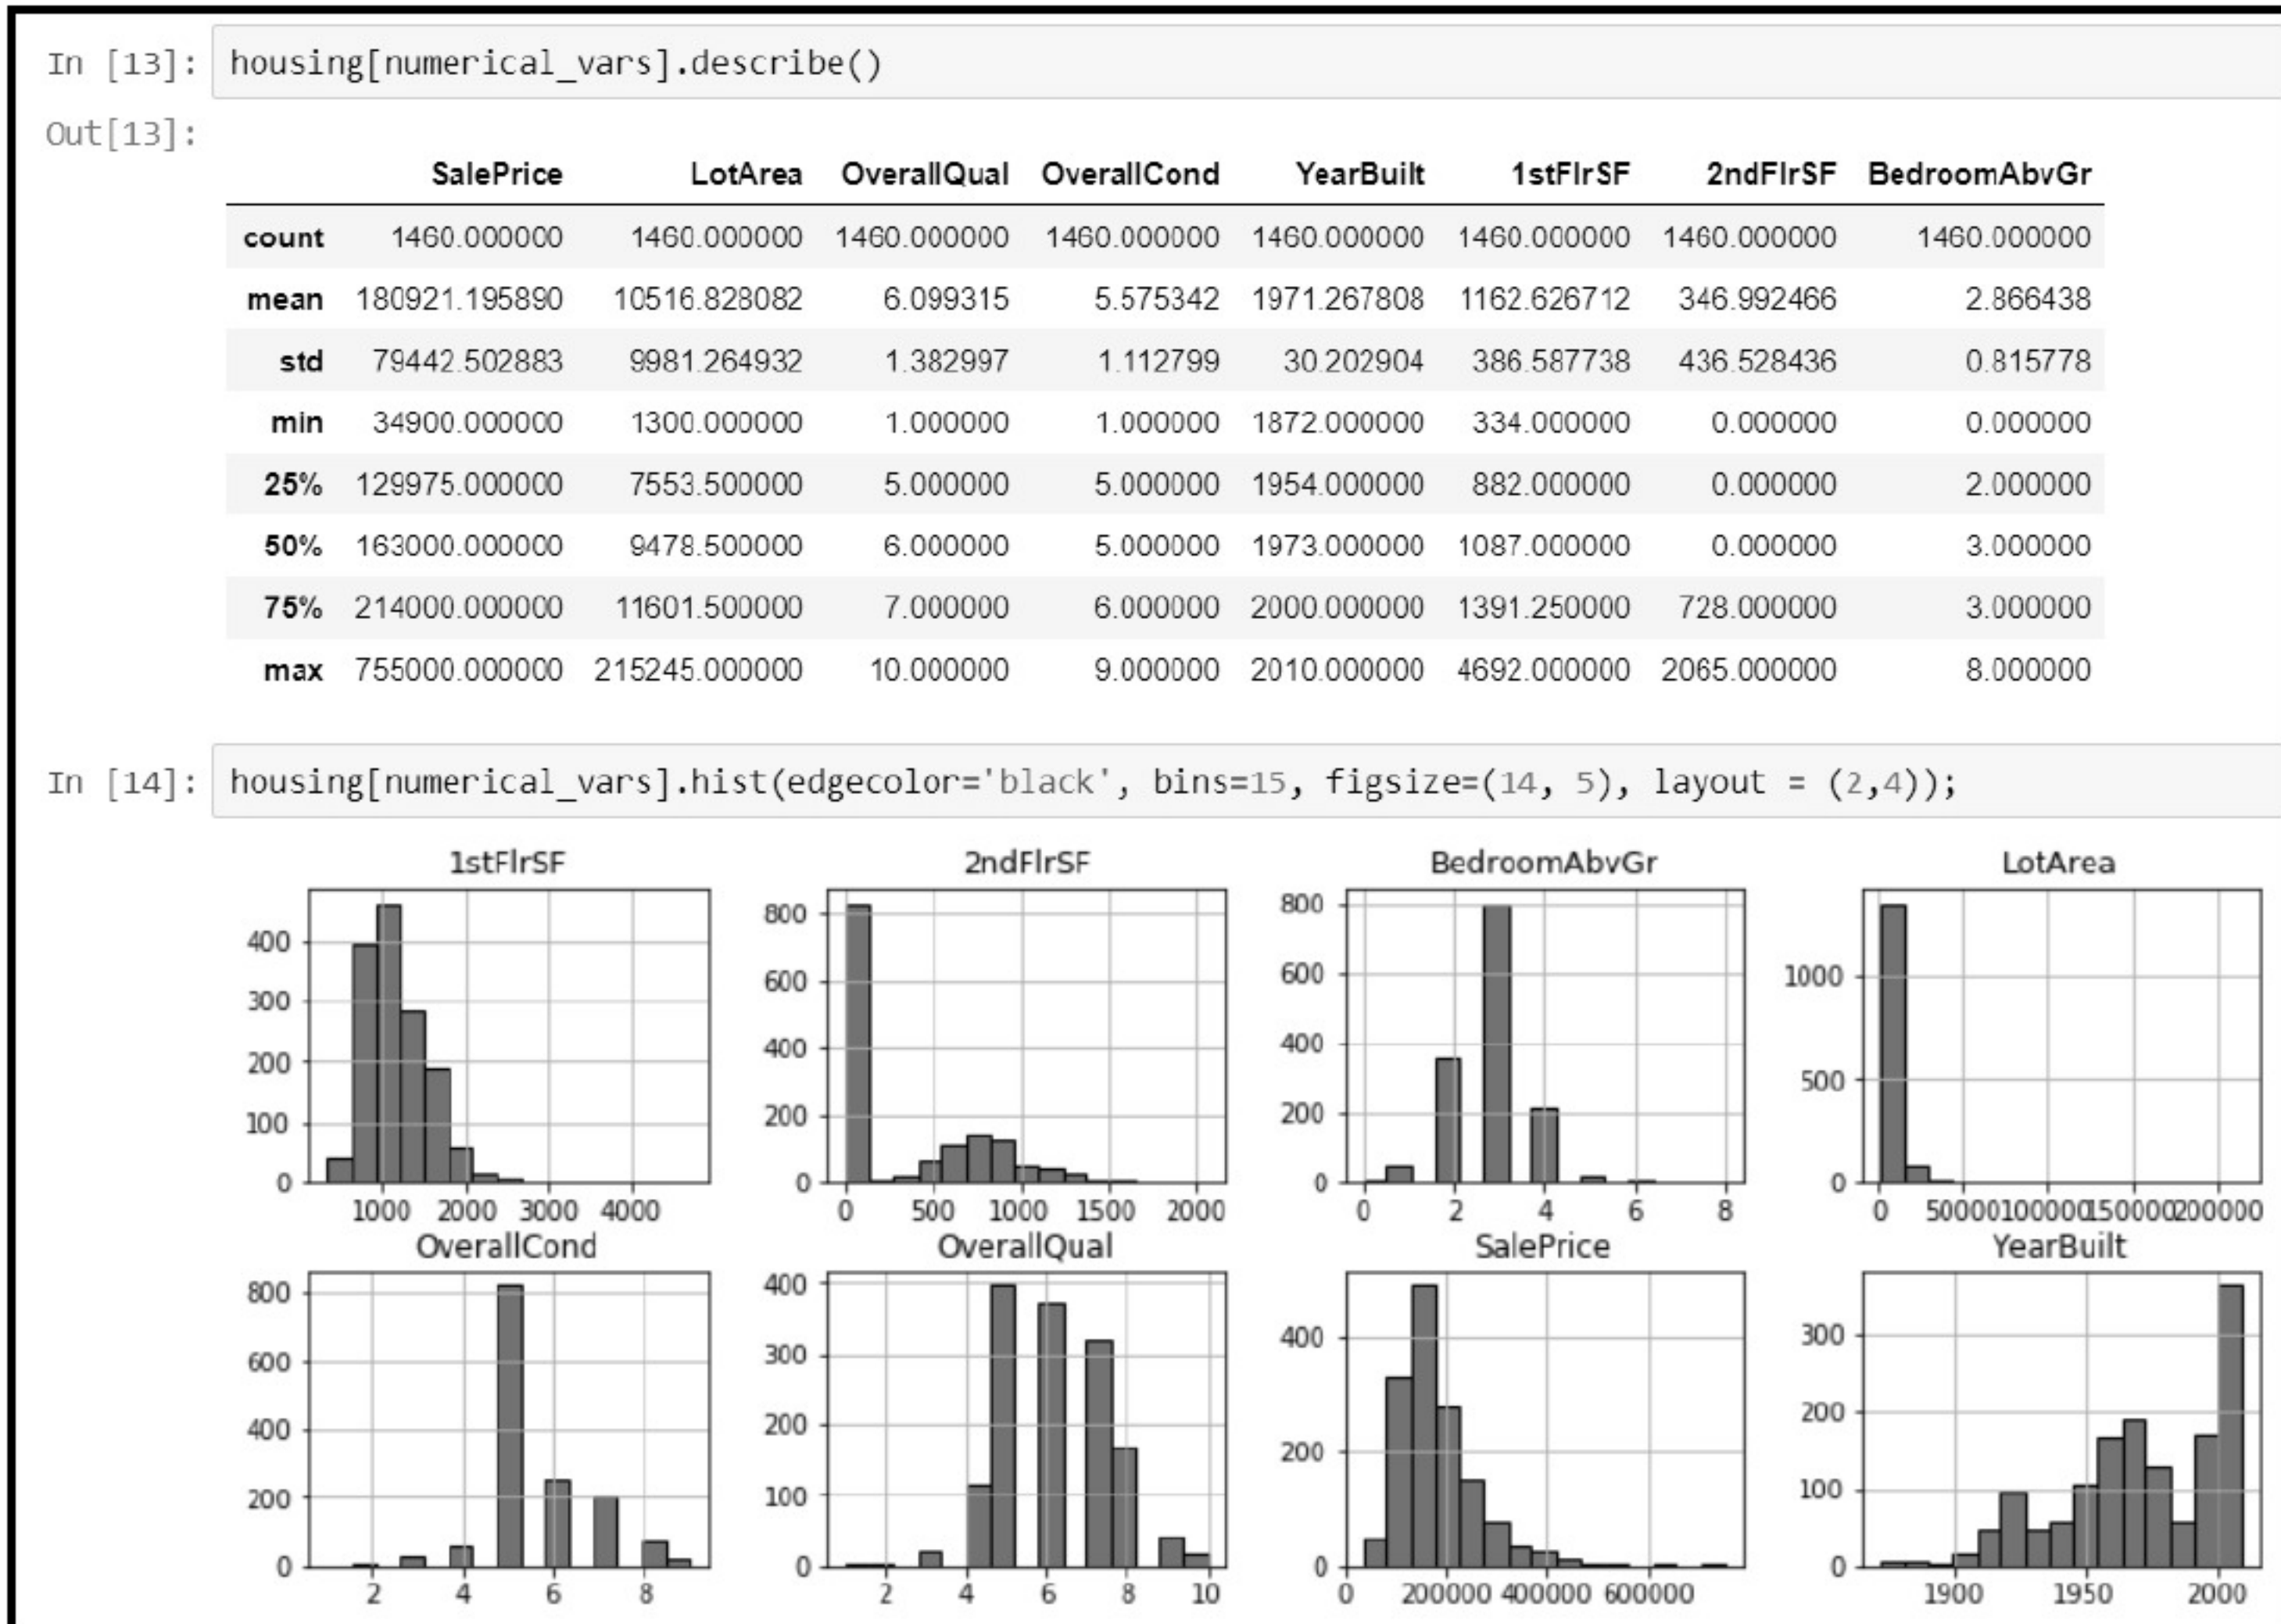 In [13]: housing[numerical_vars].describe()
Out[13]:
SalePrice LotArea OverallQual OverallCond YearBuilt 1stFlrSF 2ndFlrSF BedroomAbvGr
count 1460.000000 1460.000000 1460.000000 1460.000000 1460.000000 1460.000000 1460.000000 1460.000000
mean 180921.195890 10516.828082 6.099315 5.575342 1971.267808 1162.626712 346.992466 2.866438
std 79442.502883 9981.264932 1.382997 1.112799 30.202904 386.587738 436.528436 0.815778
min 34900.000000 1300.000000 1.000000 1.000000 1872.000000 334.000000 0.000000 0.000000
25% 129975.000000 7553.500000 5.000000 5.000000 1954.000000 882.000000 0.000000 2.000000
50% 163000.000000 9478.500000 6.000000 5.000000 1973.000000 1087.000000 0.000000 3.000000
75% 214000.000000 11601.500000 7.000000 6.000000 2000.000000 1391.250000 728.000000 3.000000
max 755000.000000 215245.000000 10.000000 9.000000 2010.000000 4692.000000 2065.000000 8.000000
In [14]: housing[numerical_vars].hist(edgecolor='black', bins=15, figsize=(14, 5), layout = (2,4));
1stFlrSF 2ndFlrSF BedroomAbvGr LotArea
400 800 800
300 600 600 1000
200 400 400 500
100 200 200
0 0 0 0
1000 2000 3000 4000 0 500 1000 1500 2000 0 2 4 6 8 0 50000 100000 150000 200000
OverallCond OverallQual SalePrice YearBuilt
800 400 400 300
600 300 200
400 200 200 100
200 100
0 0 0 0
2 4 6 8 2 4 6 8 10 0 200000 400000 600000 1900 1950 2000